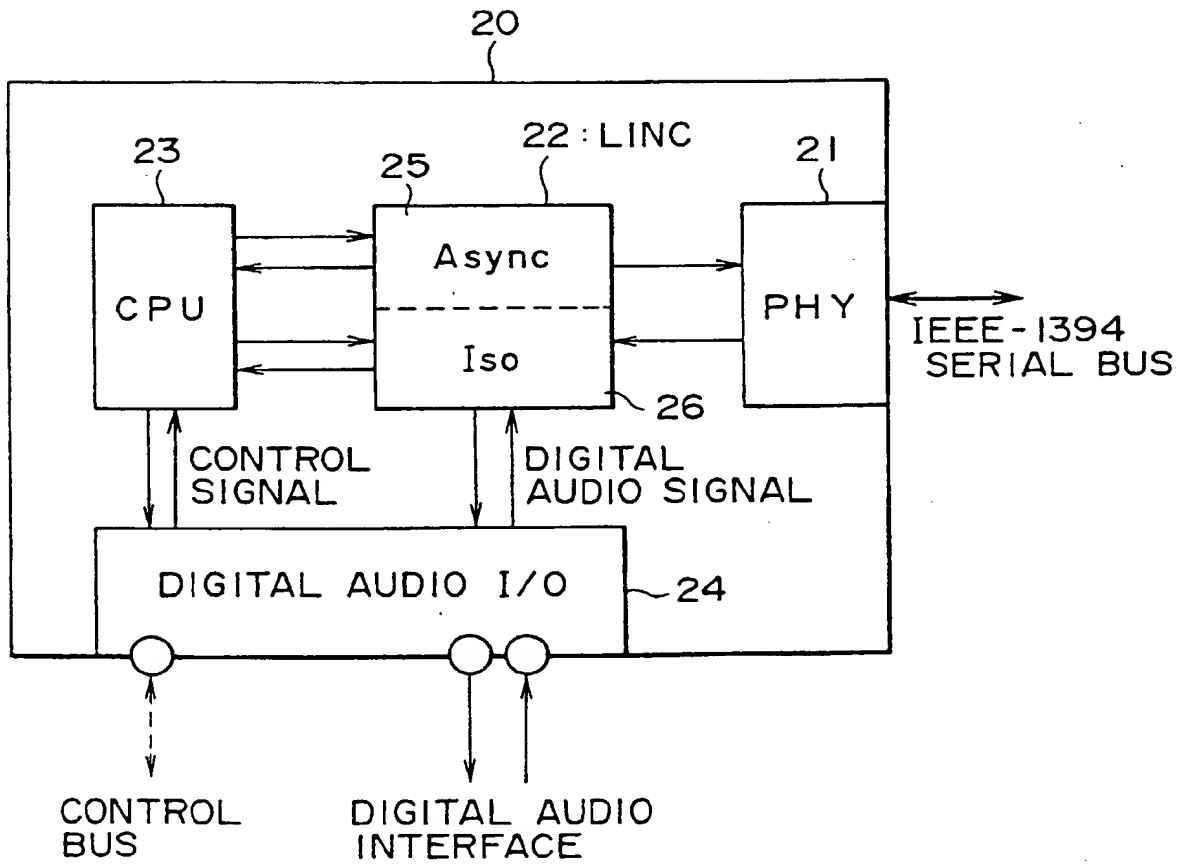 20
23
25
22 : LINC
21
CPU
Async
Iso
PHY
IEEE-1394
SERIAL BUS
26
CONTROL
SIGNAL
DIGITAL
AUDIO SIGNAL
DIGITAL AUDIO I/O
24
CONTROL
BUS
DIGITAL AUDIO
INTERFACE